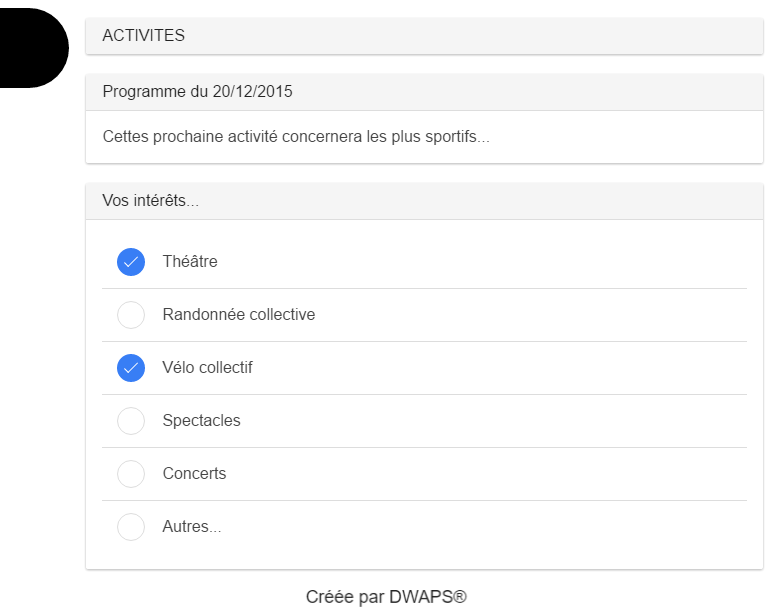 ACTIVITES
Programme du 20/12/2015
Cettes prochaine activité concernera les plus sportifs...
Vos intérêts...
Théâtre
Randonnée collective
Vélo collectif
Spectacles
Concerts
Autres...
Créée par DWAPS®